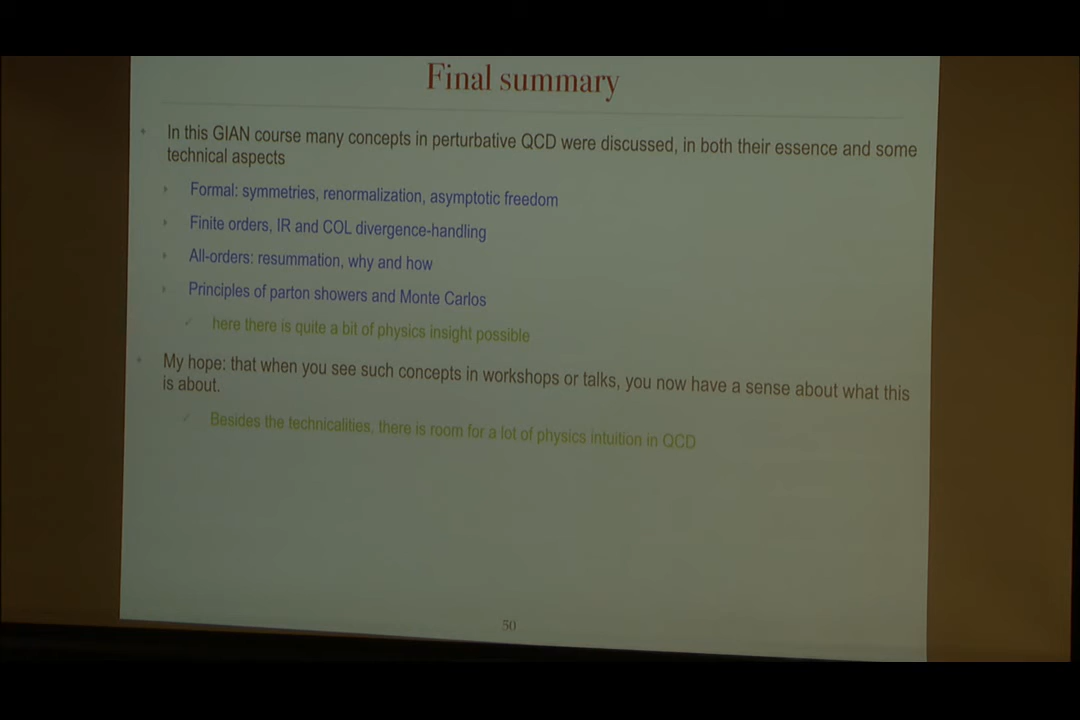 Final summary
In this GIAN course many concepts in perturbative QCD were discussed, in both their essence and some
technical aspects
Formal: symmetries, renormalization, asymptotic freedom
Finite orders, IR and COL divergence-handling
All-orders: resummation, why and how
Principles of parton showers and Monte Carlos
here there is quite a bit of physics insight possible
My hope: that when you see such concepts in workshops or talks, you now have a sense about what this
is about.
Besides the technicalities, there is room for a lot of physics intuition in QCD
50